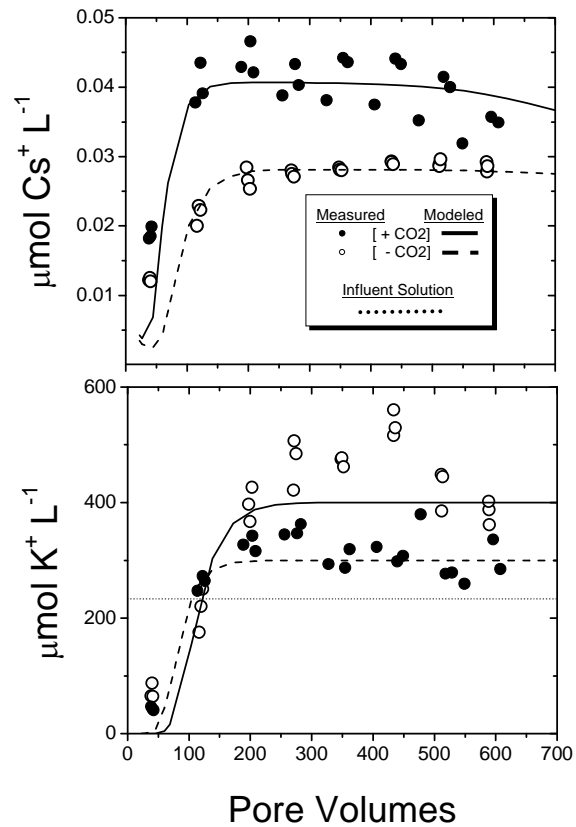 μmol Cs⁺ L⁻¹
0.05
0.04
0.03
0.02
0.01
Measured Modeled
[ + CO2]
[ - CO2]
Influent Solution
μmol K⁺ L⁻¹
600
400
200
0
0 100 200 300 400 500 600 700
Pore Volumes